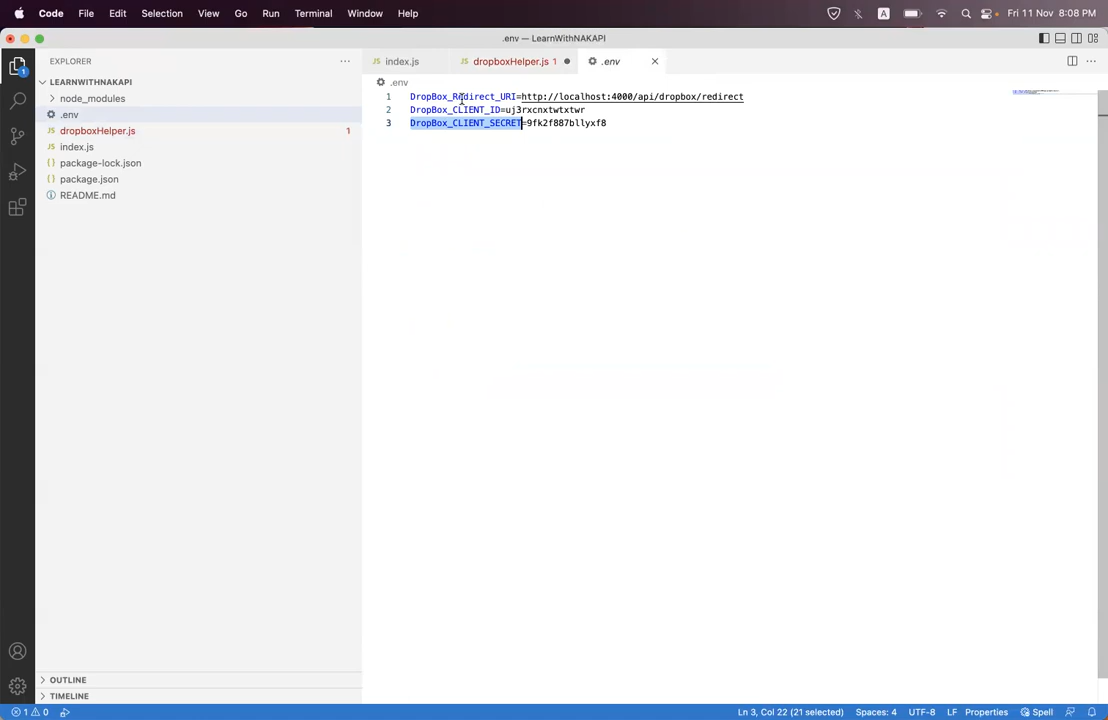 Code File Edit Selection View Go Run Terminal Window Help A Fri 11 Nov 8:08 PM
.env — LearnWithNAKAPI
EXPLORER ···
index.js
dropboxHelper.js 1
.env
LEARNWITHNAKAPI
.env
node_modules
.env
dropboxHelper.js 1
index.js
package-lock.json
package.json
README.md
1 DropBox_Redirect_URI=http://localhost:4000/api/dropbox/redirect
2 DropBox_CLIENT_ID=uj3rxcnxtwtxtwr
3 DropBox_CLIENT_SECRET=9fk2f887bllyxf8
1
OUTLINE
TIMELINE
1 0 Ln 3, Col 22 (21 selected) Spaces: 4 UTF-8 LF Properties Spell